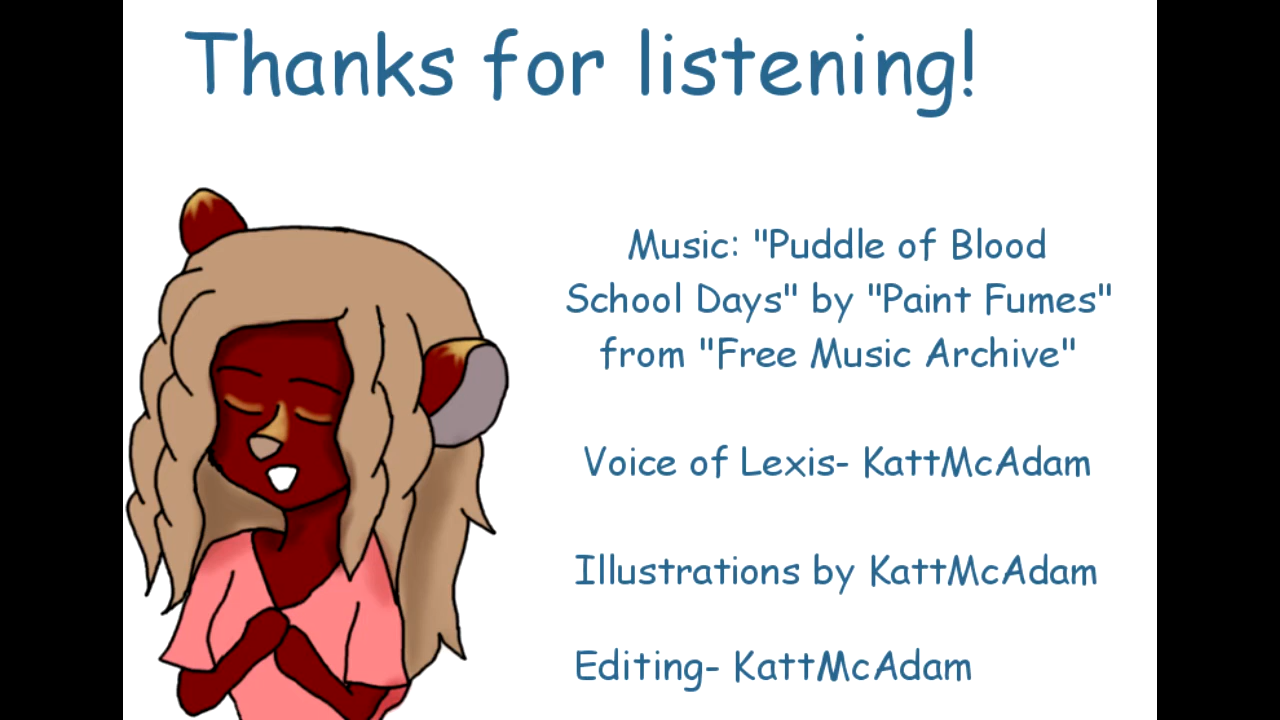 Thanks for listening!
Music: "Puddle of Blood
School Days" by "Paint Fumes"
from "Free Music Archive"
Voice of Lexis- KattMcAdam
Illustrations by KattMcAdam
Editing- KattMcAdam